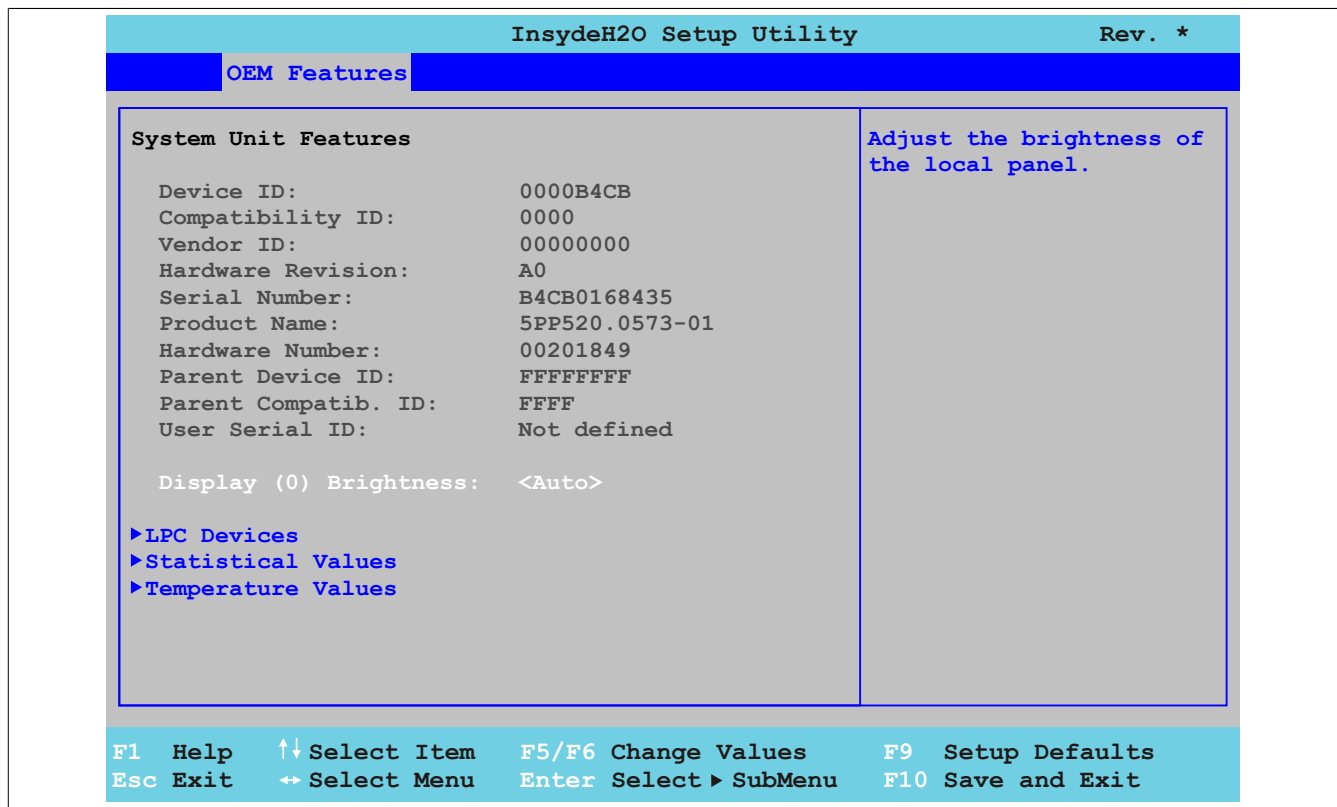 InsydeH2O Setup Utility Rev. *
OEM Features
System Unit Features
Adjust the brightness of
the local panel.
Device ID: 0000B4CB
Compatibility ID: 0000
Vendor ID: 00000000
Hardware Revision: A0
Serial Number: B4CB0168435
Product Name: 5PP520.0573-01
Hardware Number: 00201849
Parent Device ID: FFFFFFFF
Parent Compatib. ID: FFFF
User Serial ID: Not defined
Display (0) Brightness: <Auto>
▶LPC Devices
▶Statistical Values
▶Temperature Values
F1 Help ↑↓ Select Item F5/F6 Change Values F9 Setup Defaults
Esc Exit ↔ Select Menu Enter Select ▶ SubMenu F10 Save and Exit